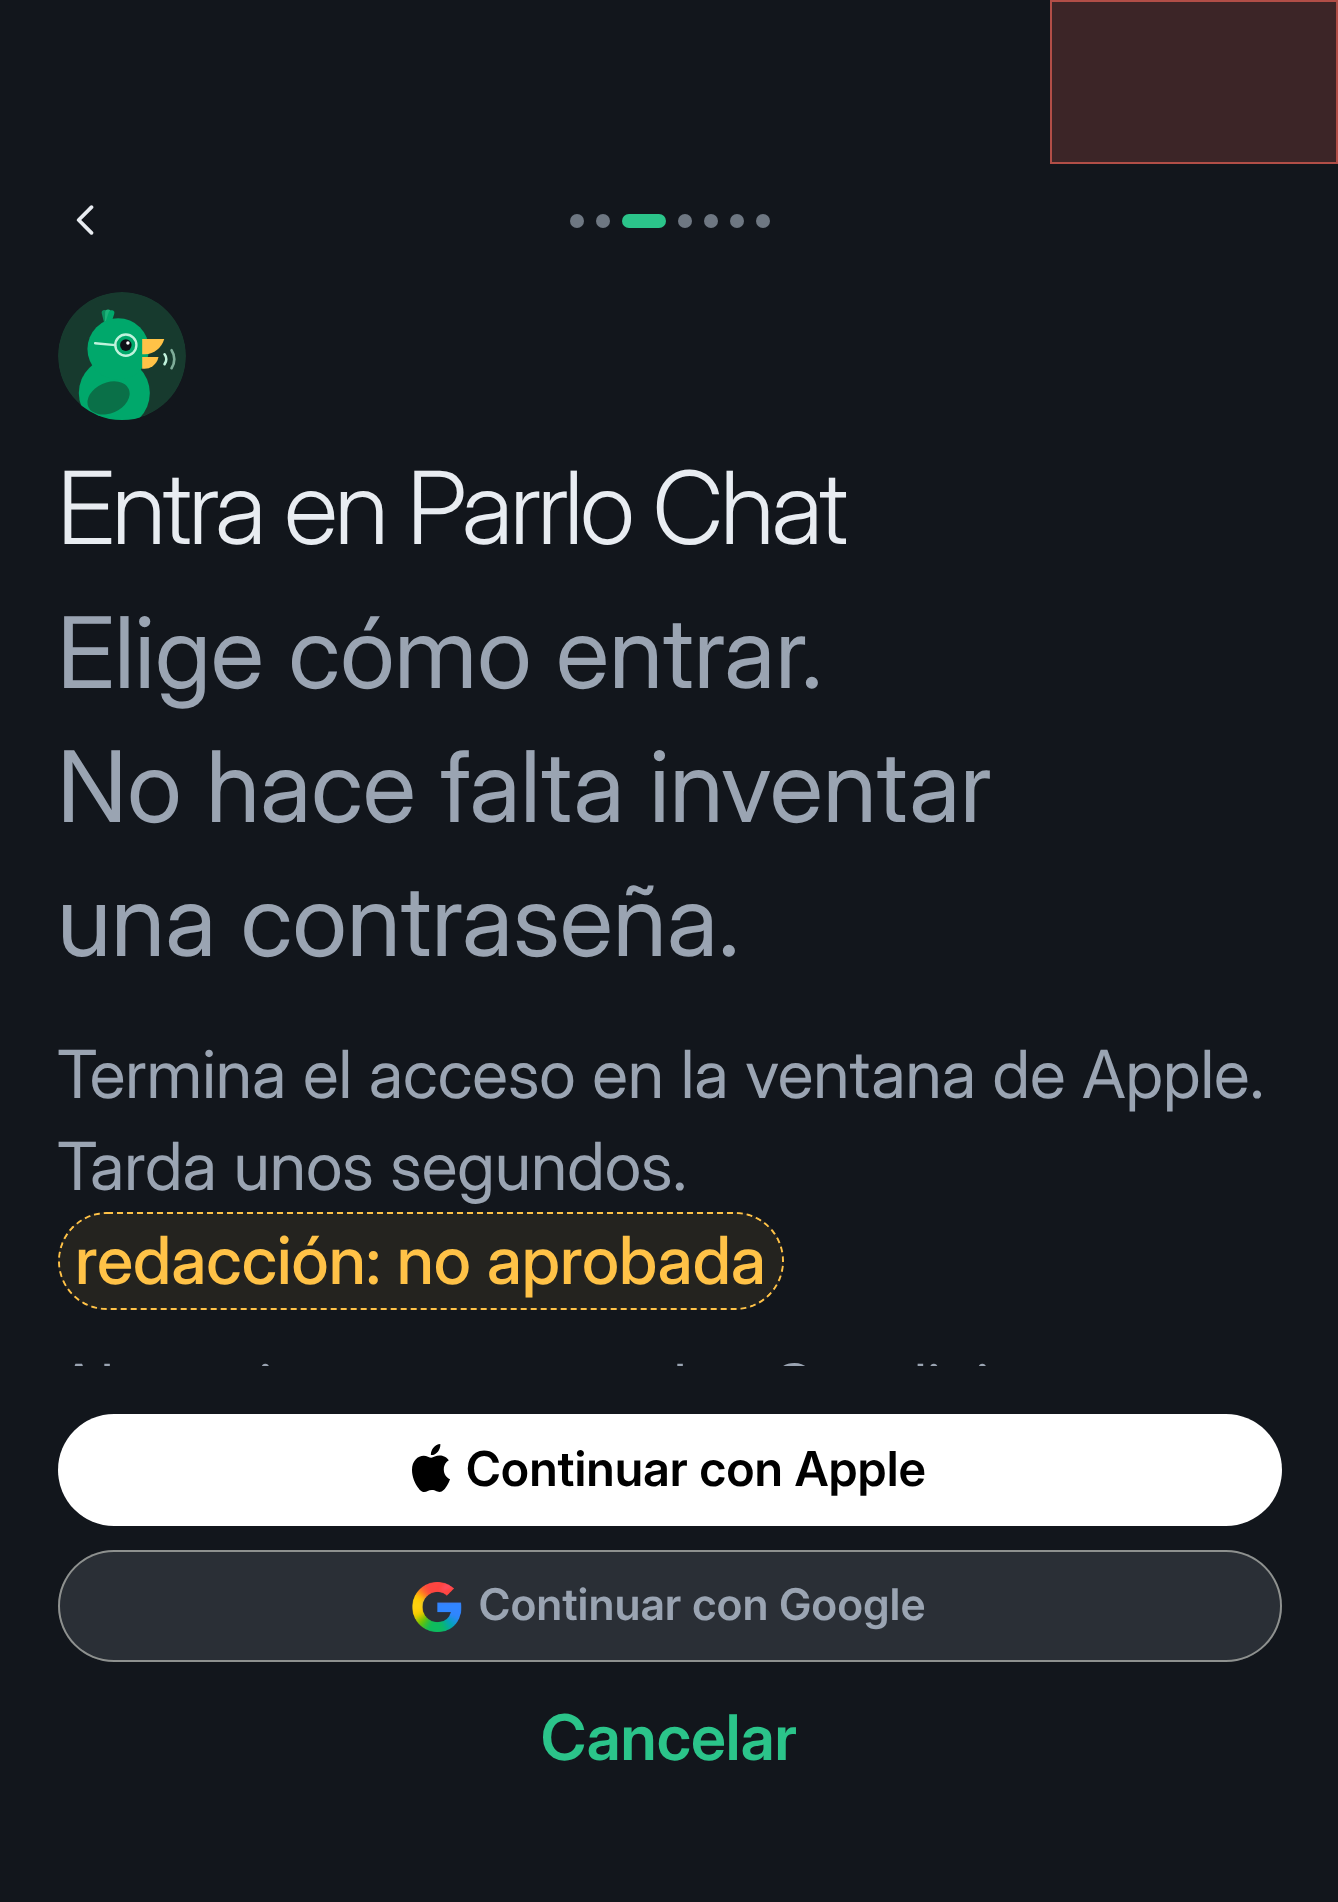 Entra en Parrlo Chat
Elige cómo entrar.
No hace falta inventar
una contraseña.
Termina el acceso en la ventana de Apple.
Tarda unos segundos.
redacción: no aprobada
Continuar con Apple
Continuar con Google
Cancelar